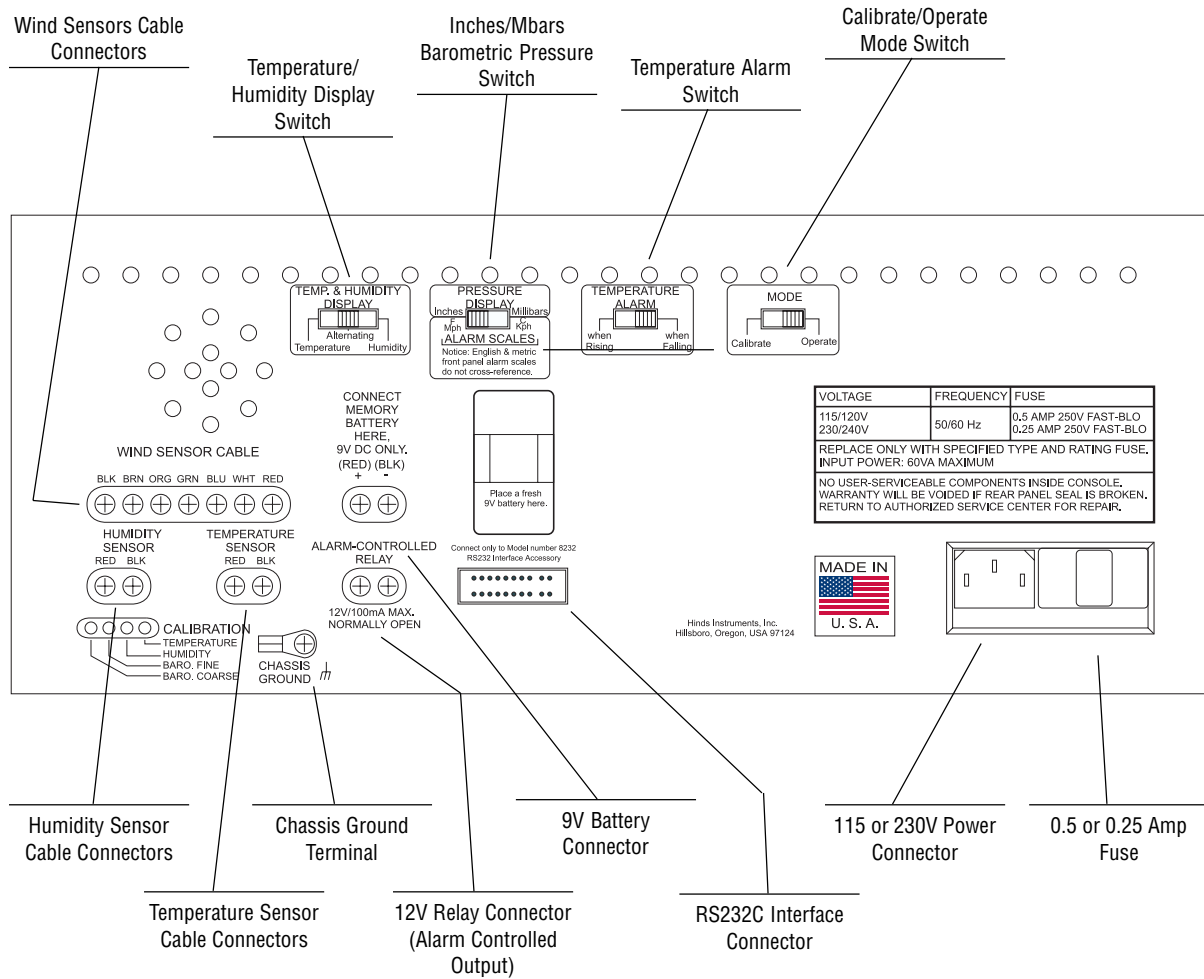 Wind Sensors Cable
Connectors
Temperature/
Humidity Display
Switch
Inches/Mbars
Barometric Pressure
Switch
Temperature Alarm
Switch
Calibrate/Operate
Mode Switch
TEMP. & HUMIDITY
DISPLAY
Alternating
Temperature Humidity
PRESSURE
DISPLAY
Inches Millibars
F C
Mph Kph
ALARM SCALES
Notice: English & metric
front panel alarm scales
do not cross-reference.
TEMPERATURE
ALARM
when when
Rising Falling
MODE
Calibrate Operate
CONNECT
MEMORY
BATTERY
HERE,
9V DC ONLY.
(RED) (BLK)
+ -
Place a fresh
9V battery here.
VOLTAGE FREQUENCY FUSE
115/120V 50/60 Hz 0.5 AMP 250V FAST-BLO
230/240V 0.25 AMP 250V FAST-BLO
REPLACE ONLY WITH SPECIFIED TYPE AND RATING FUSE.
INPUT POWER: 60VA MAXIMUM
NO USER-SERVICEABLE COMPONENTS INSIDE CONSOLE.
WARRANTY WILL BE VOIDED IF REAR PANEL SEAL IS BROKEN.
RETURN TO AUTHORIZED SERVICE CENTER FOR REPAIR.
WIND SENSOR CABLE
BLK BRN ORG GRN BLU WHT RED
HUMIDITY
SENSOR
RED BLK
TEMPERATURE
SENSOR
RED BLK
ALARM-CONTROLLED
RELAY
12V/100mA MAX.
NORMALLY OPEN
Connect only to Model number 8232
RS232 Interface Accessory
CALIBRATION
TEMPERATURE
HUMIDITY
BARO. FINE
BARO. COARSE
CHASSIS
GROUND
Hinds Instruments, Inc.
Hillsboro, Oregon, USA 97124
MADE IN
U. S. A.
Humidity Sensor
Cable Connectors
Chassis Ground
Terminal
9V Battery
Connector
115 or 230V Power
Connector
0.5 or 0.25 Amp
Fuse
Temperature Sensor
Cable Connectors
12V Relay Connector
(Alarm Controlled
Output)
RS232C Interface
Connector